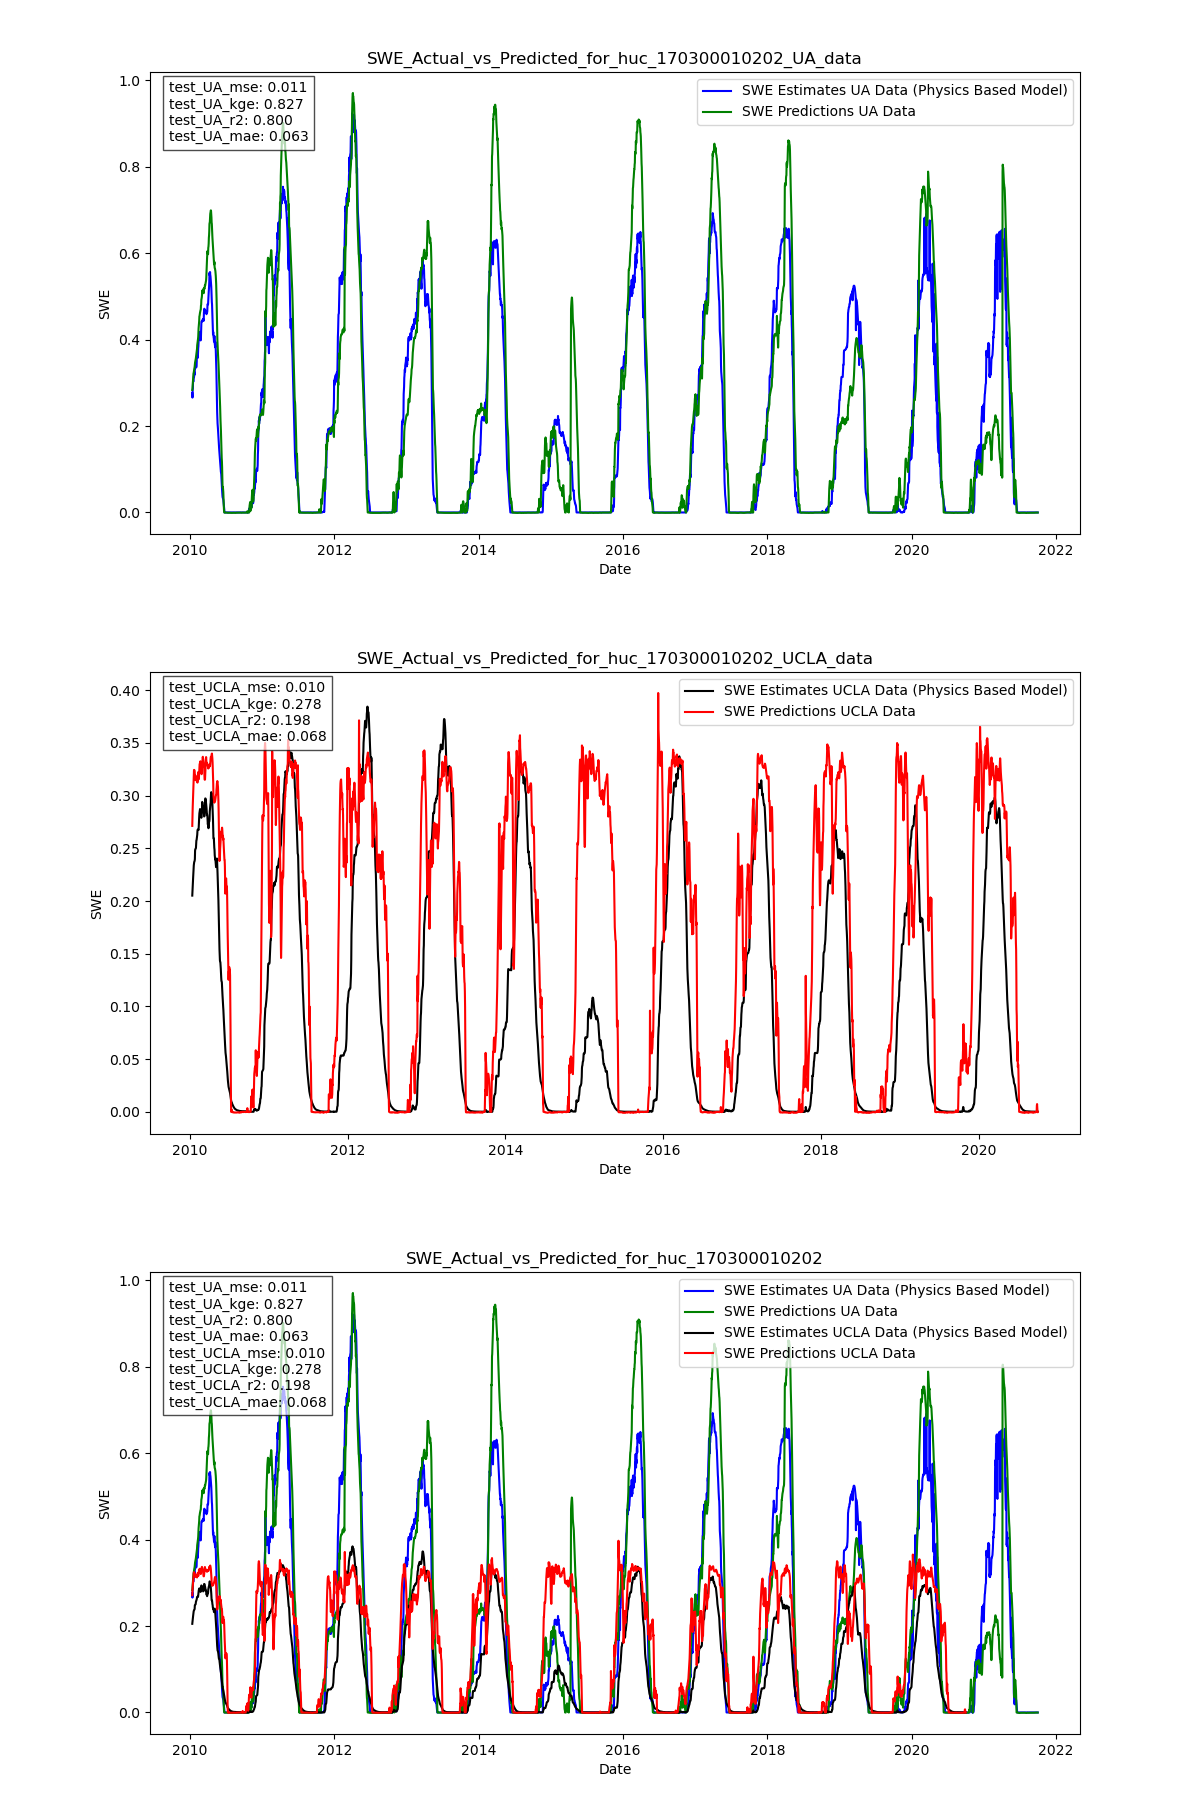 SWE_Actual_vs_Predicted_for_huc_170300010202_UA_data
test_UA_mse: 0.011
test_UA_kge: 0.827
test_UA_r2: 0.800
test_UA_mae: 0.063
SWE Estimates UA Data (Physics Based Model)
SWE Predictions UA Data
1.0
0.8
0.6
0.4
0.2
0.0
SWE
2010
2012
2014
2016
2018
2020
2022
Date
SWE_Actual_vs_Predicted_for_huc_170300010202_UCLA_data
test_UCLA_mse: 0.010
test_UCLA_kge: 0.278
test_UCLA_r2: 0.198
test_UCLA_mae: 0.068
SWE Estimates UCLA Data (Physics Based Model)
SWE Predictions UCLA Data
0.40
0.35
0.30
0.25
0.20
0.15
0.10
0.05
0.00
SWE
2010
2012
2014
2016
2018
2020
Date
SWE_Actual_vs_Predicted_for_huc_170300010202
test_UA_mse: 0.011
test_UA_kge: 0.827
test_UA_r2: 0.800
test_UA_mae: 0.063
test_UCLA_mse: 0.010
test_UCLA_kge: 0.278
test_UCLA_r2: 0.198
test_UCLA_mae: 0.068
SWE Estimates UA Data (Physics Based Model)
SWE Predictions UA Data
SWE Estimates UCLA Data (Physics Based Model)
SWE Predictions UCLA Data
1.0
0.8
0.6
0.4
0.2
0.0
SWE
2010
2012
2014
2016
2018
2020
2022
Date